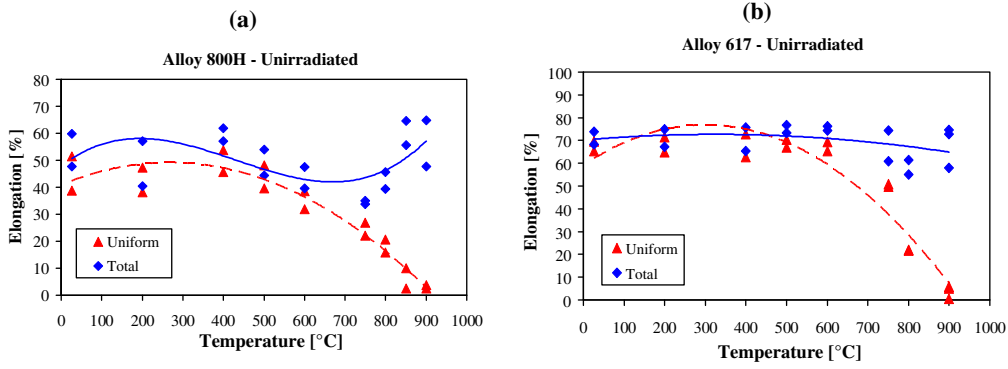 (a)
Alloy 800H - Unirradiated
Elongation [%]
80
70
60
50
40
30
20
10
0
Uniform
Total
0 100 200 300 400 500 600 700 800 900 1000
Temperature [°C]
(b)
Alloy 617 - Unirradiated
Elongation [%]
100
90
80
70
60
50
40
30
20
10
0
Uniform
Total
0 100 200 300 400 500 600 700 800 900 1000
Temperature [°C]